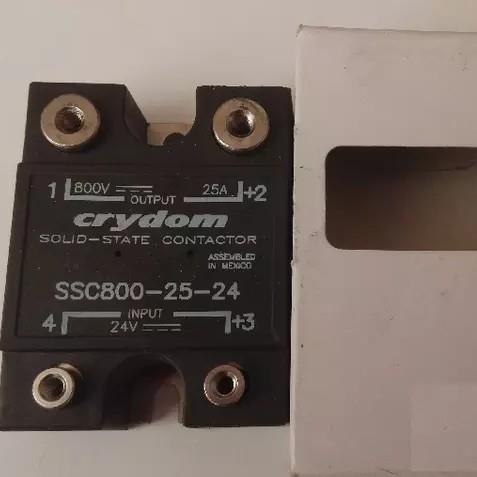 1 800V ⎓ OUTPUT 25A +2
crydom
SOLID-STATE CONTACTOR
ASSEMBLED
IN MEXICO
SSC800-25-24
4 INPUT +3
24V ⎓